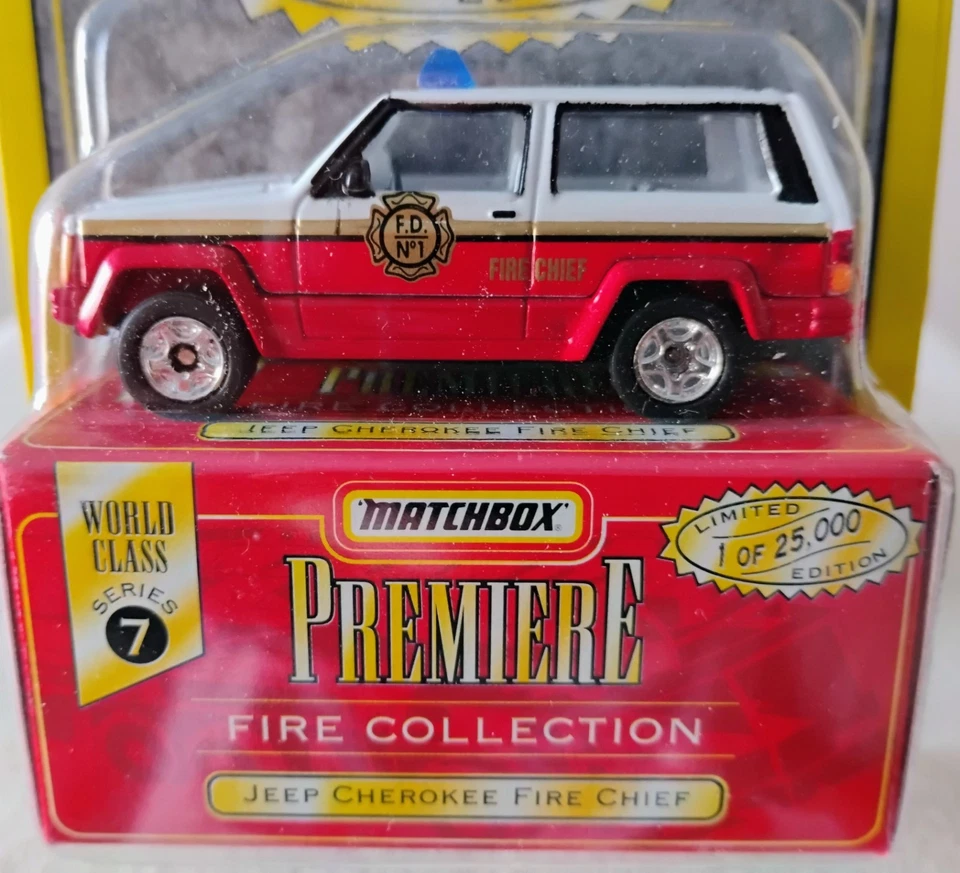 F.D.
Nº1
FIRE CHIEF
JEEP CHEROKEE FIRE CHIEF
WORLD
CLASS
SERIES
7
"MATCHBOX"
LIMITED
1 OF 25,000
EDITION
PREMIERE
FIRE COLLECTION
JEEP CHEROKEE FIRE CHIEF